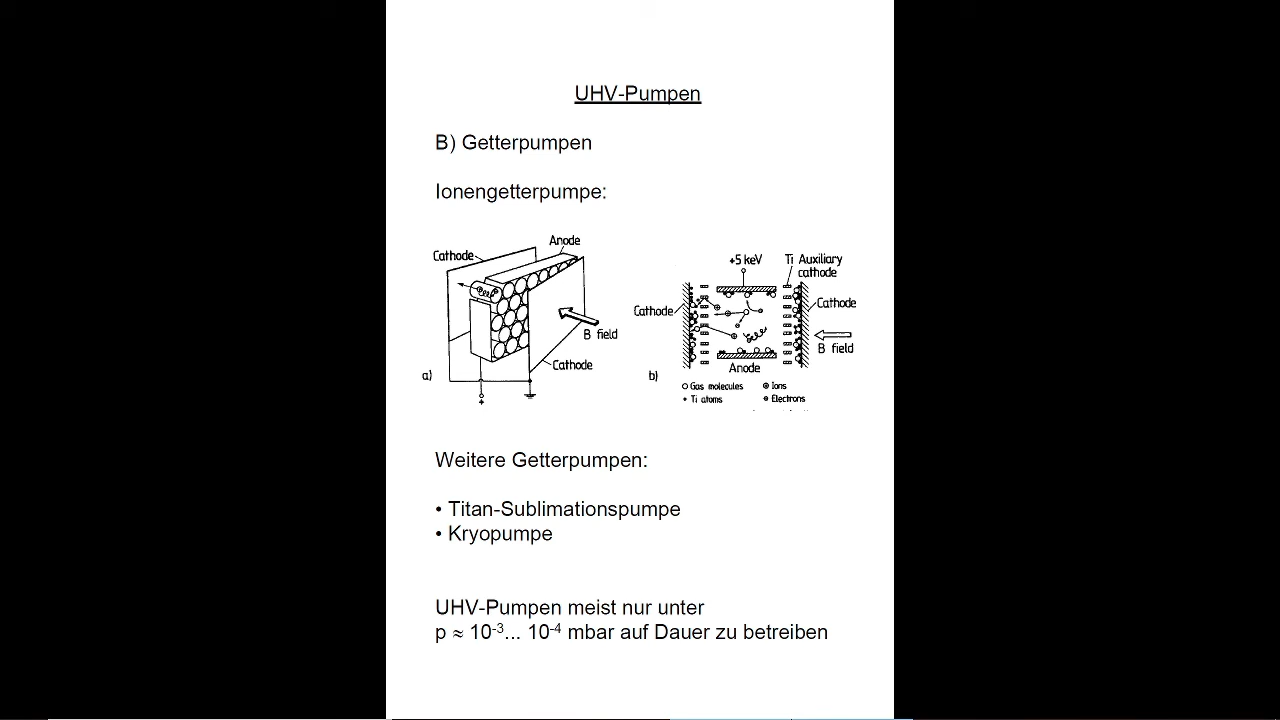 UHV-Pumpen
B) Getterpumpen
Ionengetterpumpe:
Cathode
Anode
B field
Cathode
a)
+
+5 keV
Ti Auxiliary
cathode
Cathode
Cathode
B field
Anode
b)
Gas molecules
Ions
Ti atoms
Electrons
Weitere Getterpumpen:
• Titan-Sublimationspumpe
• Kryopumpe
UHV-Pumpen meist nur unter
p ≈ 10⁻³... 10⁻⁴ mbar auf Dauer zu betreiben